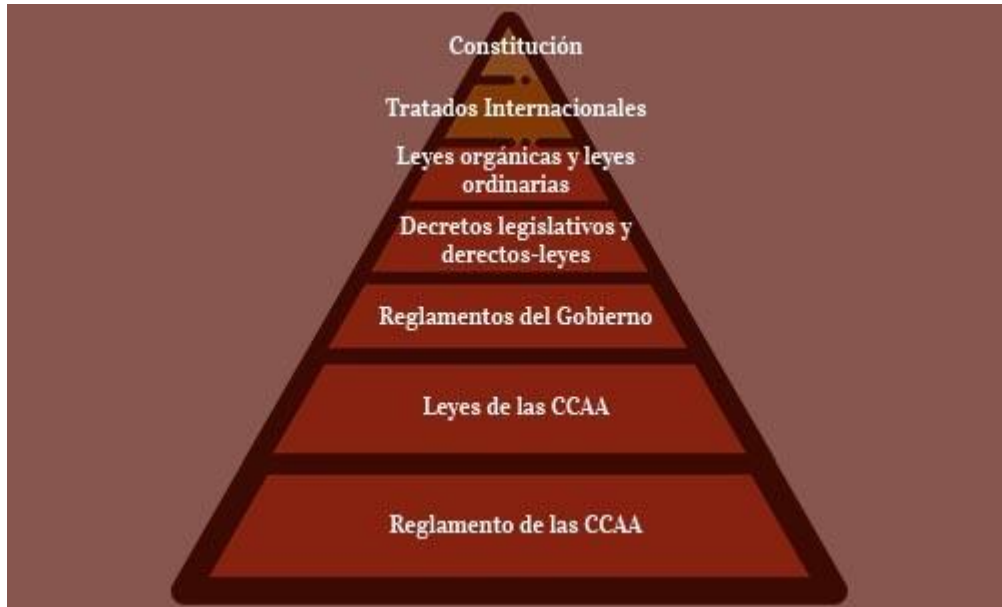 Constitución
Tratados Internacionales
Leyes orgánicas y leyes
ordinarias
Decretos legislativos y
derectos-leyes
Reglamentos del Gobierno
Leyes de las CCAA
Reglamento de las CCAA